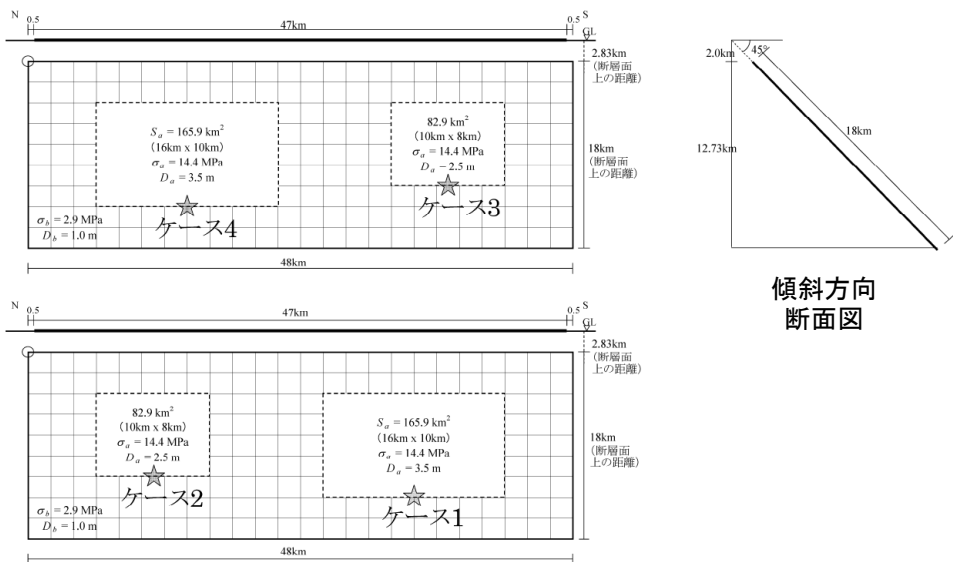 N 0.5 47km 0.5 S
GL
2.83km
(断層面
上の距離)
S_a = 165.9 km²
(16km x 10km)
σ_a = 14.4 MPa
D_a = 3.5 m
82.9 km²
(10km x 8km)
σ_a = 14.4 MPa
D_a − 2.5 m
18km
(断層面
上の距離)
ケース4
ケース3
σ_b = 2.9 MPa
D_b = 1.0 m
48km
2.0km
45°
18km
12.73km
傾斜方向
断面図
N 0.5 47km 0.5 S
GL
2.83km
(断層面
上の距離)
82.9 km²
(10km x 8km)
σ_a = 14.4 MPa
D_a = 2.5 m
S_a = 165.9 km²
(16km x 10km)
σ_a = 14.4 MPa
D_a = 3.5 m
18km
(断層面
上の距離)
ケース2
ケース1
σ_b = 2.9 MPa
D_b = 1.0 m
48km